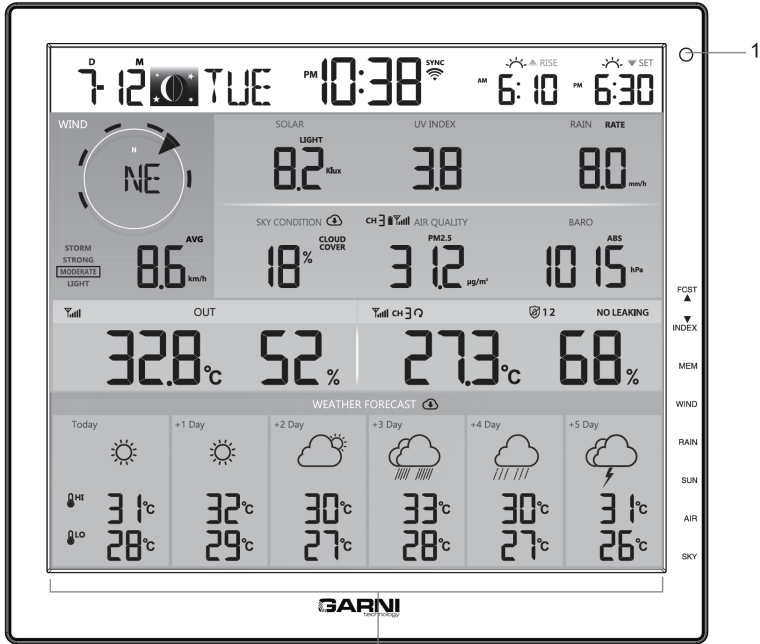 D M SYNC RISE SET
7-12 TUE PM 10:38 AM 6:10 PM 6:30
1
WIND SOLAR UV INDEX RAIN RATE
N LIGHT
NE 8.2 Klux 3.8 8.0 mm/h
SKY CONDITION CH 3 AIR QUALITY BARO
AVG CLOUD COVER PM2.5 ABS
STORM
STRONG
MODERATE
LIGHT
8.6 km/h 18 % 31.2 µg/m³ 1015 hPa
OUT CH 3 1 2 NO LEAKING
32.8 °C 52 % 27.3 °C 68 %
WEATHER FORECAST
Today +1 Day +2 Day +3 Day +4 Day +5 Day
HI 31 °C 32 °C 30 °C 33 °C 30 °C 31 °C
LO 28 °C 29 °C 27 °C 28 °C 27 °C 26 °C
FCST
INDEX
MEM
WIND
RAIN
SUN
AIR
SKY
GARNI
technology